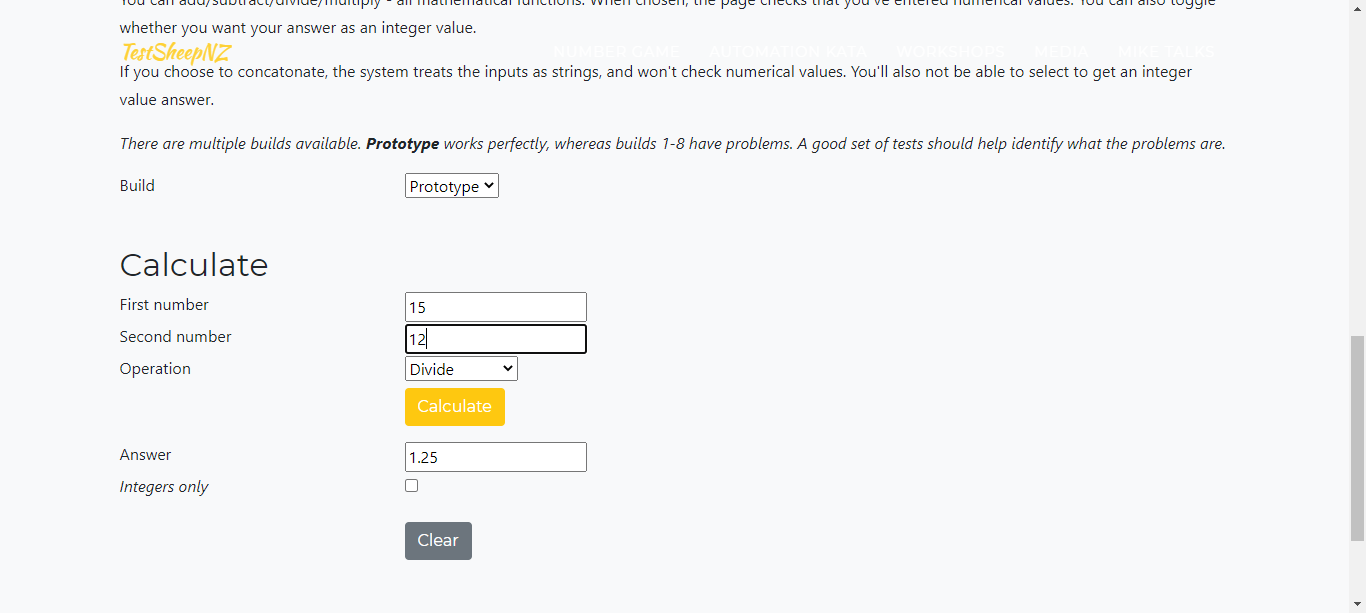 You can add/subtract/divide/multiply - all mathematical functions. When chosen, the page checks that you've entered numerical values. You can also toggle
whether you want your answer as an integer value.
TestSheepNZ NUMBER GAME AUTOMATION KATA WORKSHOPS MEDIA MIKE TALKS
If you choose to concatonate, the system treats the inputs as strings, and won't check numerical values. You'll also not be able to select to get an integer
value answer.
There are multiple builds available. Prototype works perfectly, whereas builds 1-8 have problems. A good set of tests should help identify what the problems are.
Build Prototype
Calculate
First number 15
Second number 12
Operation Divide
Calculate
Answer 1.25
Integers only
Clear